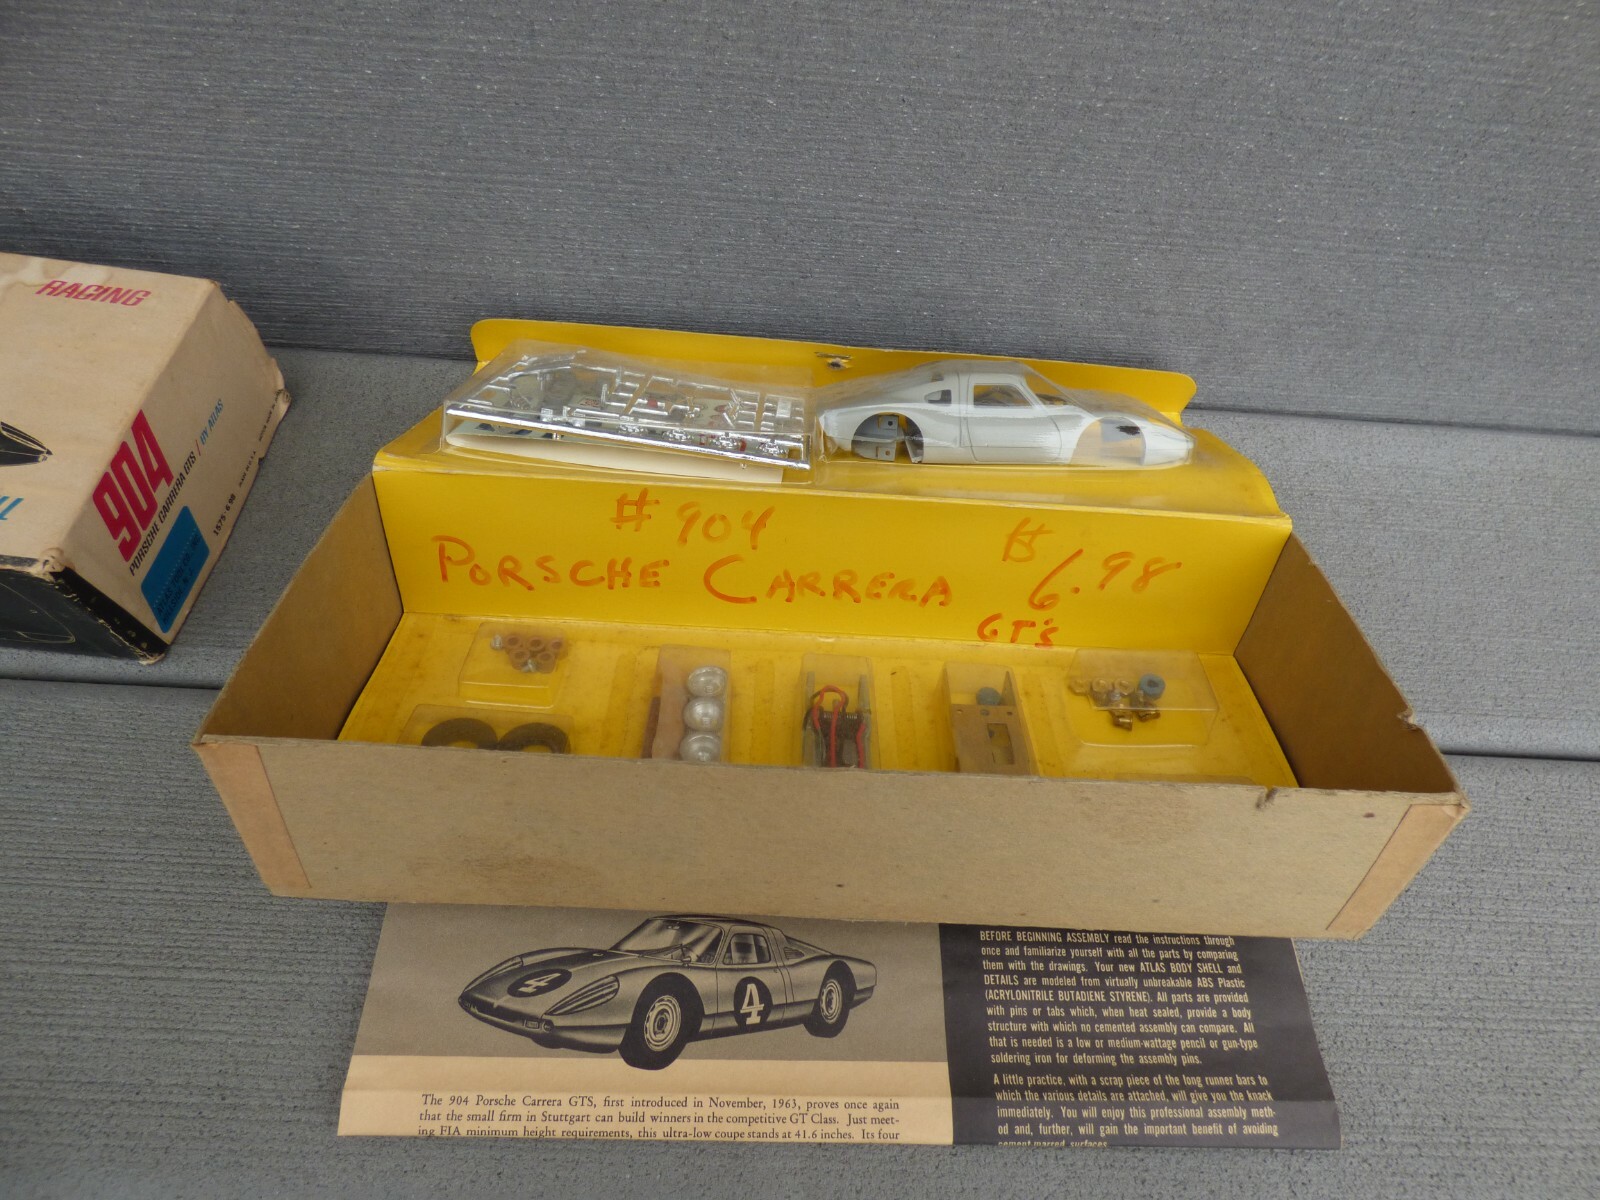 RACING
904
PORSCHE CARRERA GTS / BY ATLAS
1575:6 98
# 904
PORSCHE CARRERA
$6.98
GT's
4
4
The 904 Porsche Carrera GTS, first introduced in November, 1963, proves once again
that the small firm in Stuttgart can build winners in the competitive GT Class. Just meet-
ing FIA minimum height requirements, this ultra-low coupe stands at 41.6 inches. Its four
BEFORE BEGINNING ASSEMBLY read the instructions through
once and familiarize yourself with all the parts by comparing
them with the drawings. Your new ATLAS BODY SHELL and
DETAILS are modeled from virtually unbreakable ABS Plastic
(ACRYLONITRILE BUTADIENE STYRENE). All parts are provided
with pins or tabs which, when heat sealed, provide a body
structure with which no cemented assembly can compare. All
that is needed is a low or medium-wattage pencil or gun-type
soldering iron for deforming the assembly pins.
A little practice, with a scrap piece of the long runner bars to
which the various details are attached, will give you the knack
immediately. You will enjoy this professional assembly meth-
od and, further, will gain the important benefit of avoiding
cement-marred surfaces.